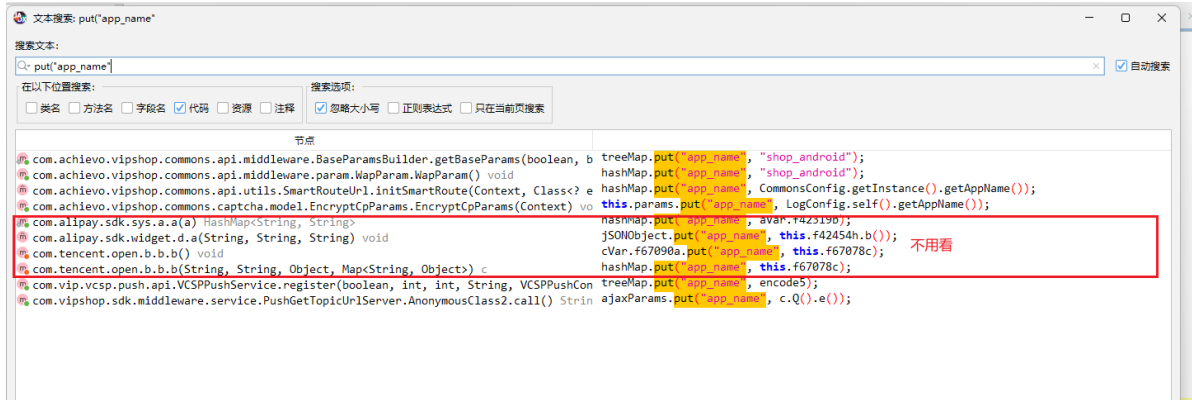 文本搜索: put("app_name"
搜索文本:
put("app_name"
自动搜索
在以下位置搜索:
搜索选项:
类名 方法名 字段名 代码 资源 注释 忽略大小写 正则表达式 只在当前页搜索
节点
com.achievo.vipshop.commons.api.middleware.BaseParamsBuilder.getBaseParams(boolean, b treeMap.put("app_name", "shop_android");
com.achievo.vipshop.commons.api.middleware.param.WapParam.WapParam() void hashMap.put("app_name", "shop_android");
com.achievo.vipshop.commons.api.utils.SmartRouteUrl.initSmartRoute(Context, Class<? e hashMap.put("app_name", CommonsConfig.getInstance().getAppName());
com.achievo.vipshop.commons.captcha.model.EncryptCpParams.EncryptCpParams(Context) vo this.params.put("app_name", LogConfig.self().getAppName());
com.alipay.sdk.sys.a.a(a) HashMap<String, String> hashMap.put("app_name", aVar.f42319b);
com.alipay.sdk.widget.d.a(String, String, String) void jSONObject.put("app_name", this.f42454h.b());
不用看
com.tencent.open.b.b.b() void cVar.f67090a.put("app_name", this.f67078c);
com.tencent.open.b.b.b(String, String, Object, Map<String, Object>) c hashMap.put("app_name", this.f67078c);
com.vip.vcsp.push.api.VCSPPushService.register(boolean, int, int, String, VCSPPushCon treeMap.put("app_name", encode5);
com.vipshop.sdk.middleware.service.PushGetTopicUrlServer.AnonymousClass2.call() Strin ajaxParams.put("app_name", c.Q().e());